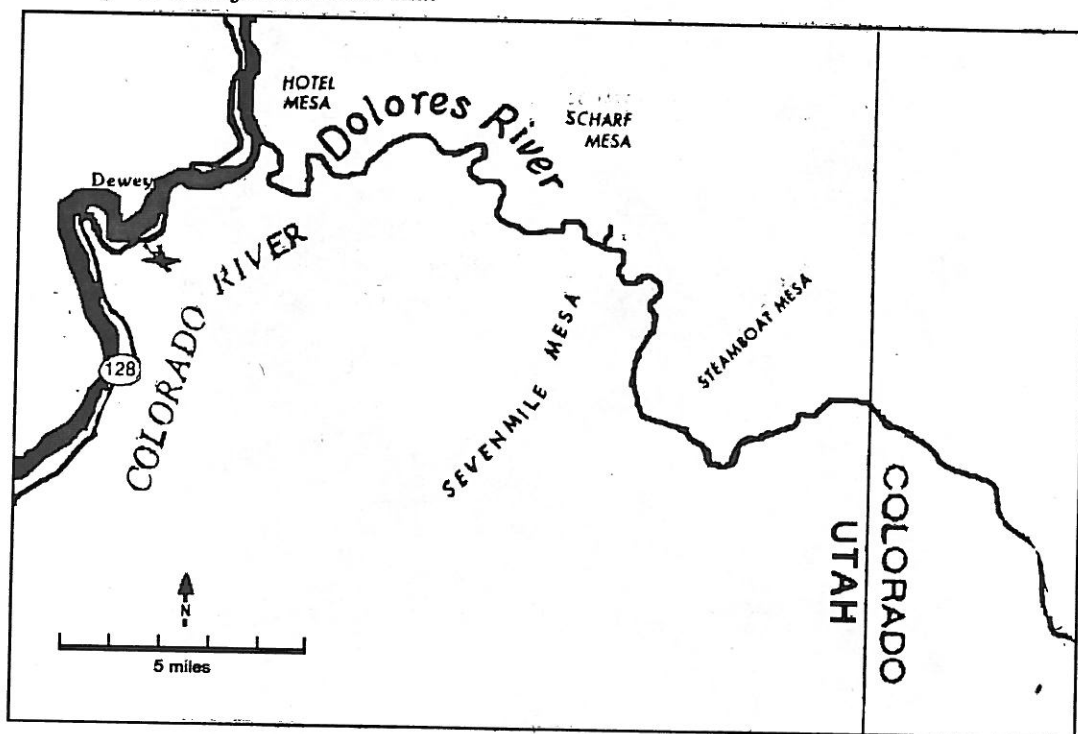 HOTEL
MESA
Dolores River
SCHARF
MESA
Dewey
COLORADO RIVER
128
SEVENMILE MESA
STEAMBOAT MESA
UTAH
COLORADO
N
5 miles